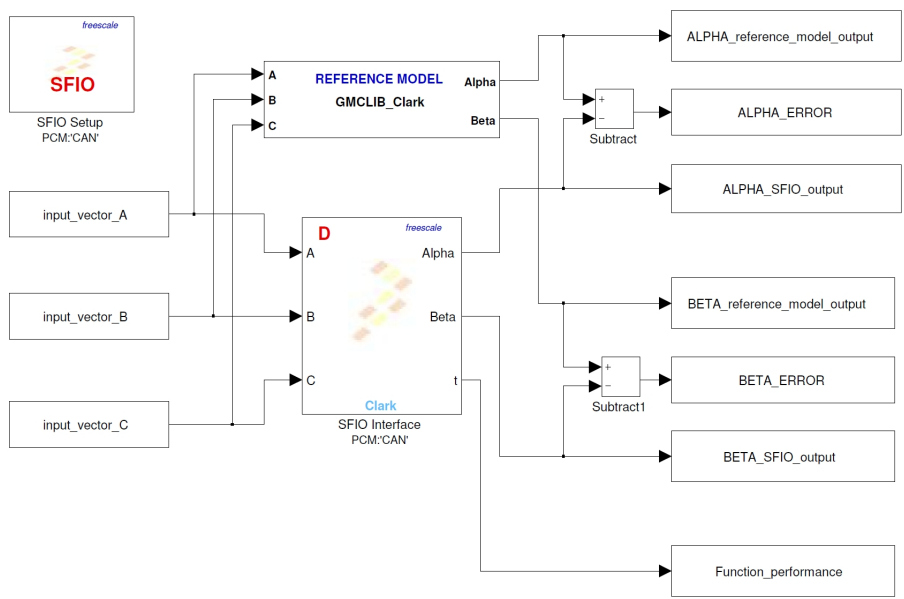 freescale
SFIO
SFIO Setup
PCM:'CAN'
input_vector_A
input_vector_B
input_vector_C
A
B
C
REFERENCE MODEL
GMCLIB_Clark
Alpha
Beta
D
freescale
A
B
C
Alpha
Beta
t
Clark
SFIO Interface
PCM:'CAN'
+
−
Subtract
+
−
Subtract1
ALPHA_reference_model_output
ALPHA_ERROR
ALPHA_SFIO_output
BETA_reference_model_output
BETA_ERROR
BETA_SFIO_output
Function_performance